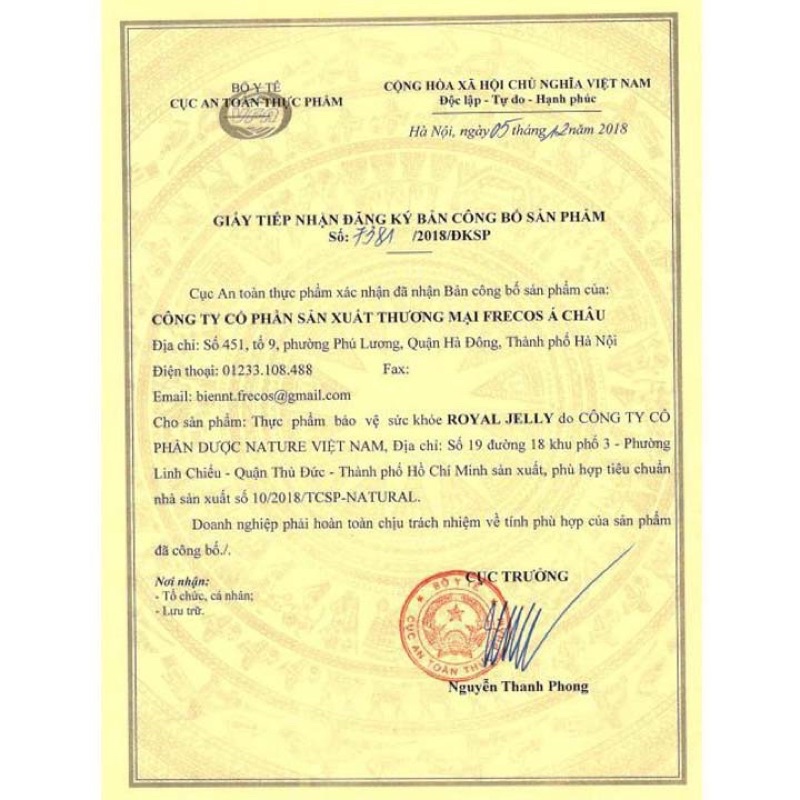 BỘ Y TẾ
CỤC AN TOÀN THỰC PHẨM
CỘNG HÒA XÃ HỘI CHỦ NGHĨA VIỆT NAM
Độc lập - Tự do - Hạnh phúc
Hà Nội, ngày 05 tháng 12 năm 2018
GIẤY TIẾP NHẬN ĐĂNG KÝ BẢN CÔNG BỐ SẢN PHẨM
Số: 7381 /2018/ĐKSP
Cục An toàn thực phẩm xác nhận đã nhận Bản công bố sản phẩm của:
CÔNG TY CỔ PHẦN SẢN XUẤT THƯƠNG MẠI FRECOS Á CHÂU
Địa chỉ: Số 451, tổ 9, phường Phú Lương, Quận Hà Đông, Thành phố Hà Nội
Điện thoại: 01233.108.488 Fax:
Email: biennt.frecos@gmail.com
Cho sản phẩm: Thực phẩm bảo vệ sức khỏe ROYAL JELLY do CÔNG TY CỔ
PHẦN DƯỢC NATURE VIỆT NAM, Địa chỉ: Số 19 đường 18 khu phố 3 - Phường
Linh Chiểu - Quận Thủ Đức - Thành phố Hồ Chí Minh sản xuất, phù hợp tiêu chuẩn
nhà sản xuất số 10/2018/TCSP-NATURAL.
Doanh nghiệp phải hoàn toàn chịu trách nhiệm về tính phù hợp của sản phẩm
đã công bố./.
Nơi nhận:
- Tổ chức, cá nhân;
- Lưu trữ.
CỤC TRƯỞNG
BỘ Y TẾ
CỤC AN TOÀN
Nguyễn Thanh Phong